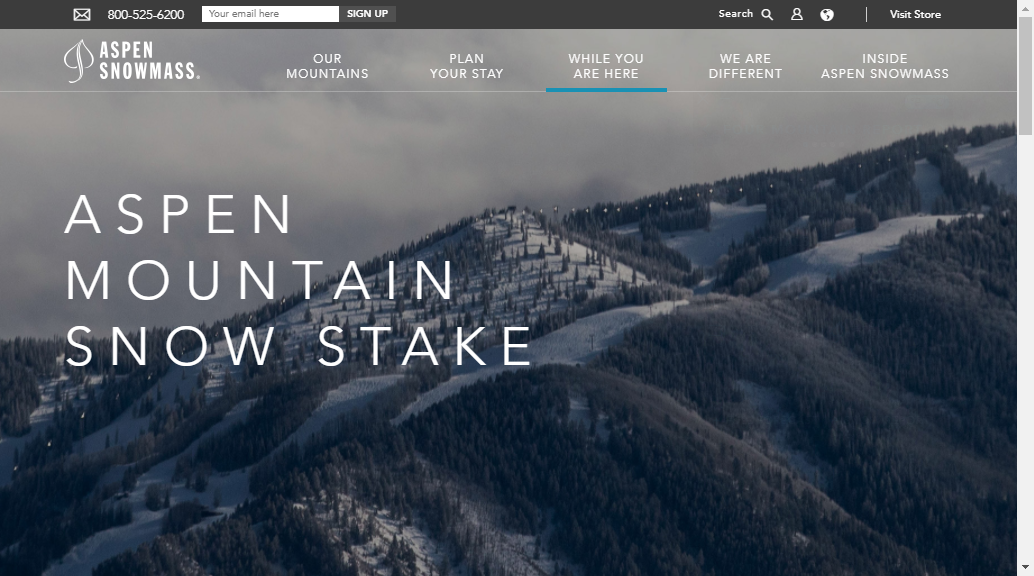 800-525-6200
Your email here
SIGN UP
Search
Visit Store
ASPEN
SNOWMASS®
OUR
MOUNTAINS
PLAN
YOUR STAY
WHILE YOU
ARE HERE
WE ARE
DIFFERENT
INSIDE
ASPEN SNOWMASS
ASPEN
MOUNTAIN
SNOW STAKE